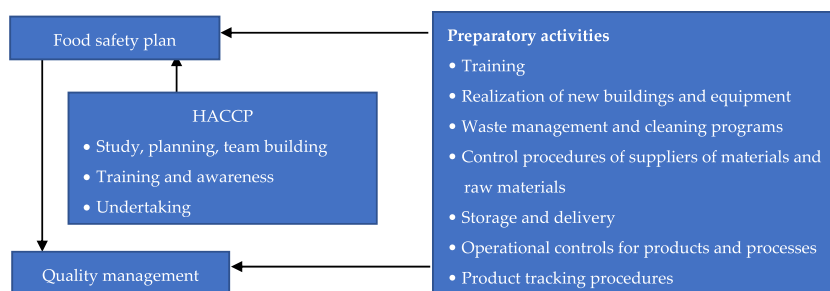 Food safety plan
HACCP
• Study, planning, team building
• Training and awareness
• Undertaking
Quality management
Preparatory activities
• Training
• Realization of new buildings and equipment
• Waste management and cleaning programs
• Control procedures of suppliers of materials and
raw materials
• Storage and delivery
• Operational controls for products and processes
• Product tracking procedures